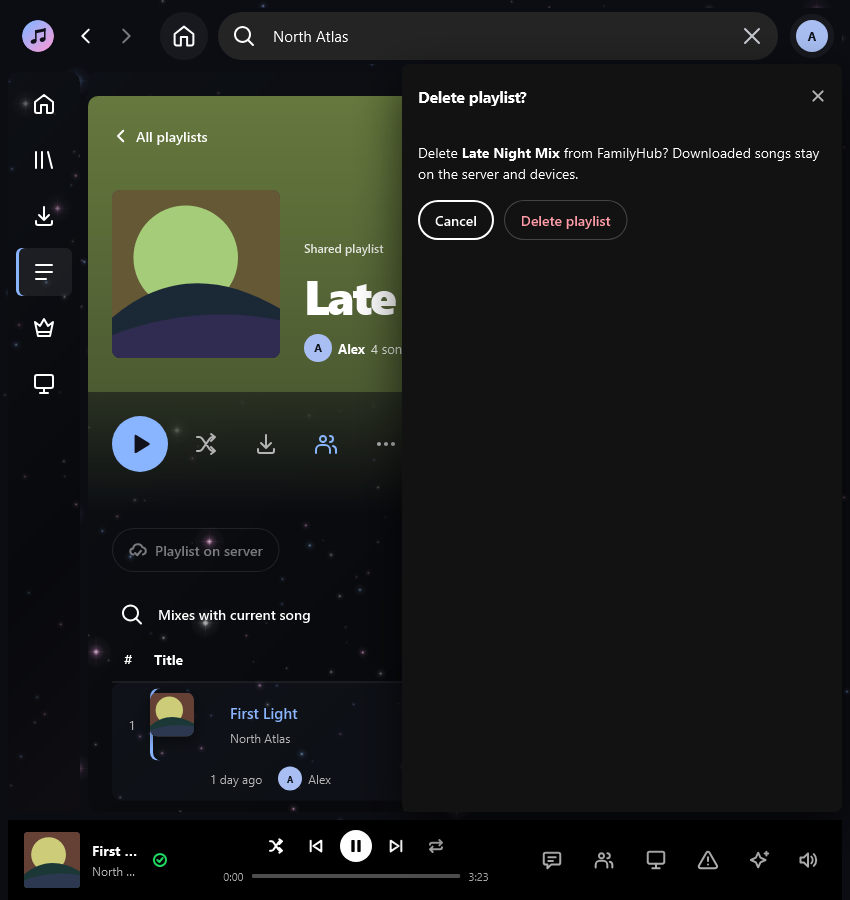 North Atlas
A
All playlists
Shared playlist
Late
A Alex 4 son
Playlist on server
Mixes with current song
# Title
1 First Light
North Atlas
1 day ago A Alex
Delete playlist?
Delete Late Night Mix from FamilyHub? Downloaded songs stay
on the server and devices.
Cancel Delete playlist
First ...
North ...
0:00 3:23